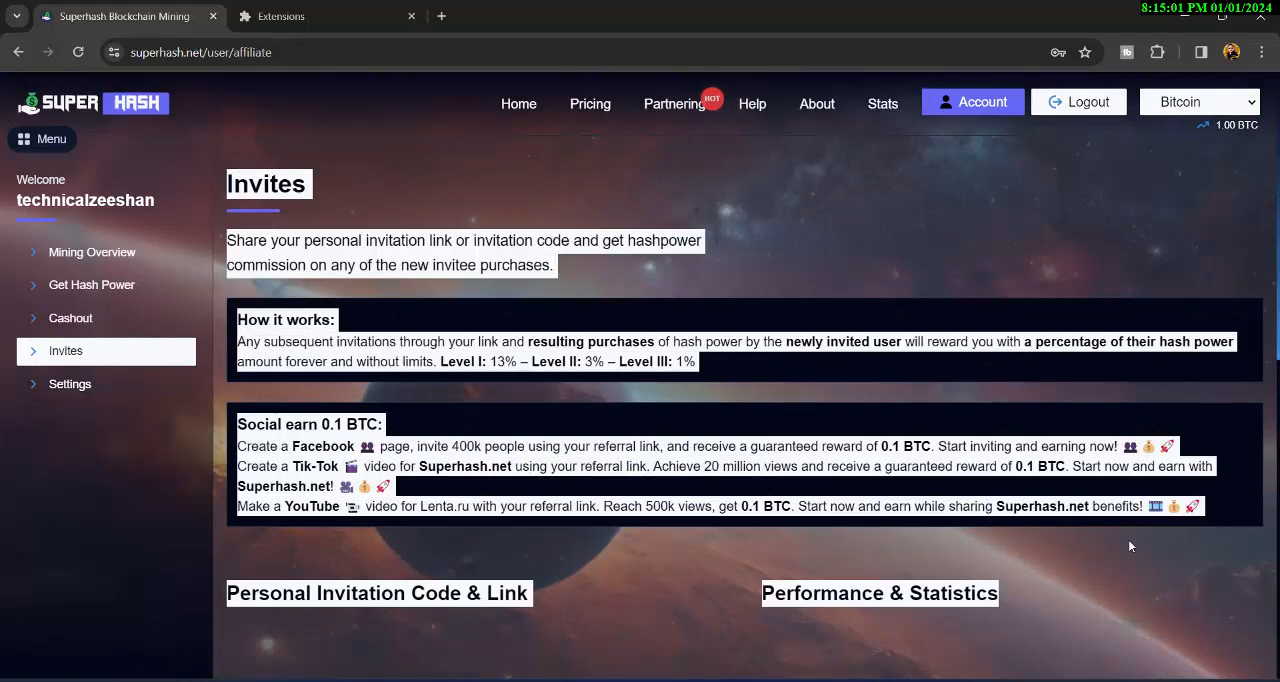 8:15:01 PM 01/01/2024
Superhash Blockchain Mining
Extensions
superhash.net/user/affiliate
SUPER HASH
Home Pricing Partnering HOT Help About Stats Account Logout Bitcoin
1.00 BTC
Menu
Welcome
technicalzeeshan
Mining Overview
Get Hash Power
Cashout
Invites
Settings
Invites
Share your personal invitation link or invitation code and get hashpower
commission on any of the new invitee purchases.
How it works:
Any subsequent invitations through your link and resulting purchases of hash power by the newly invited user will reward you with a percentage of their hash power
amount forever and without limits. Level I: 13% – Level II: 3% – Level III: 1%
Social earn 0.1 BTC:
Create a Facebook 👥 page, invite 400k people using your referral link, and receive a guaranteed reward of 0.1 BTC. Start inviting and earning now! 👥 💰 🚀
Create a Tik-Tok 🎬 video for Superhash.net using your referral link. Achieve 20 million views and receive a guaranteed reward of 0.1 BTC. Start now and earn with
Superhash.net! 🎥 💰 🚀
Make a YouTube 📹 video for Lenta.ru with your referral link. Reach 500k views, get 0.1 BTC. Start now and earn while sharing Superhash.net benefits! 🎞️ 💰 🚀
Personal Invitation Code & Link
Performance & Statistics